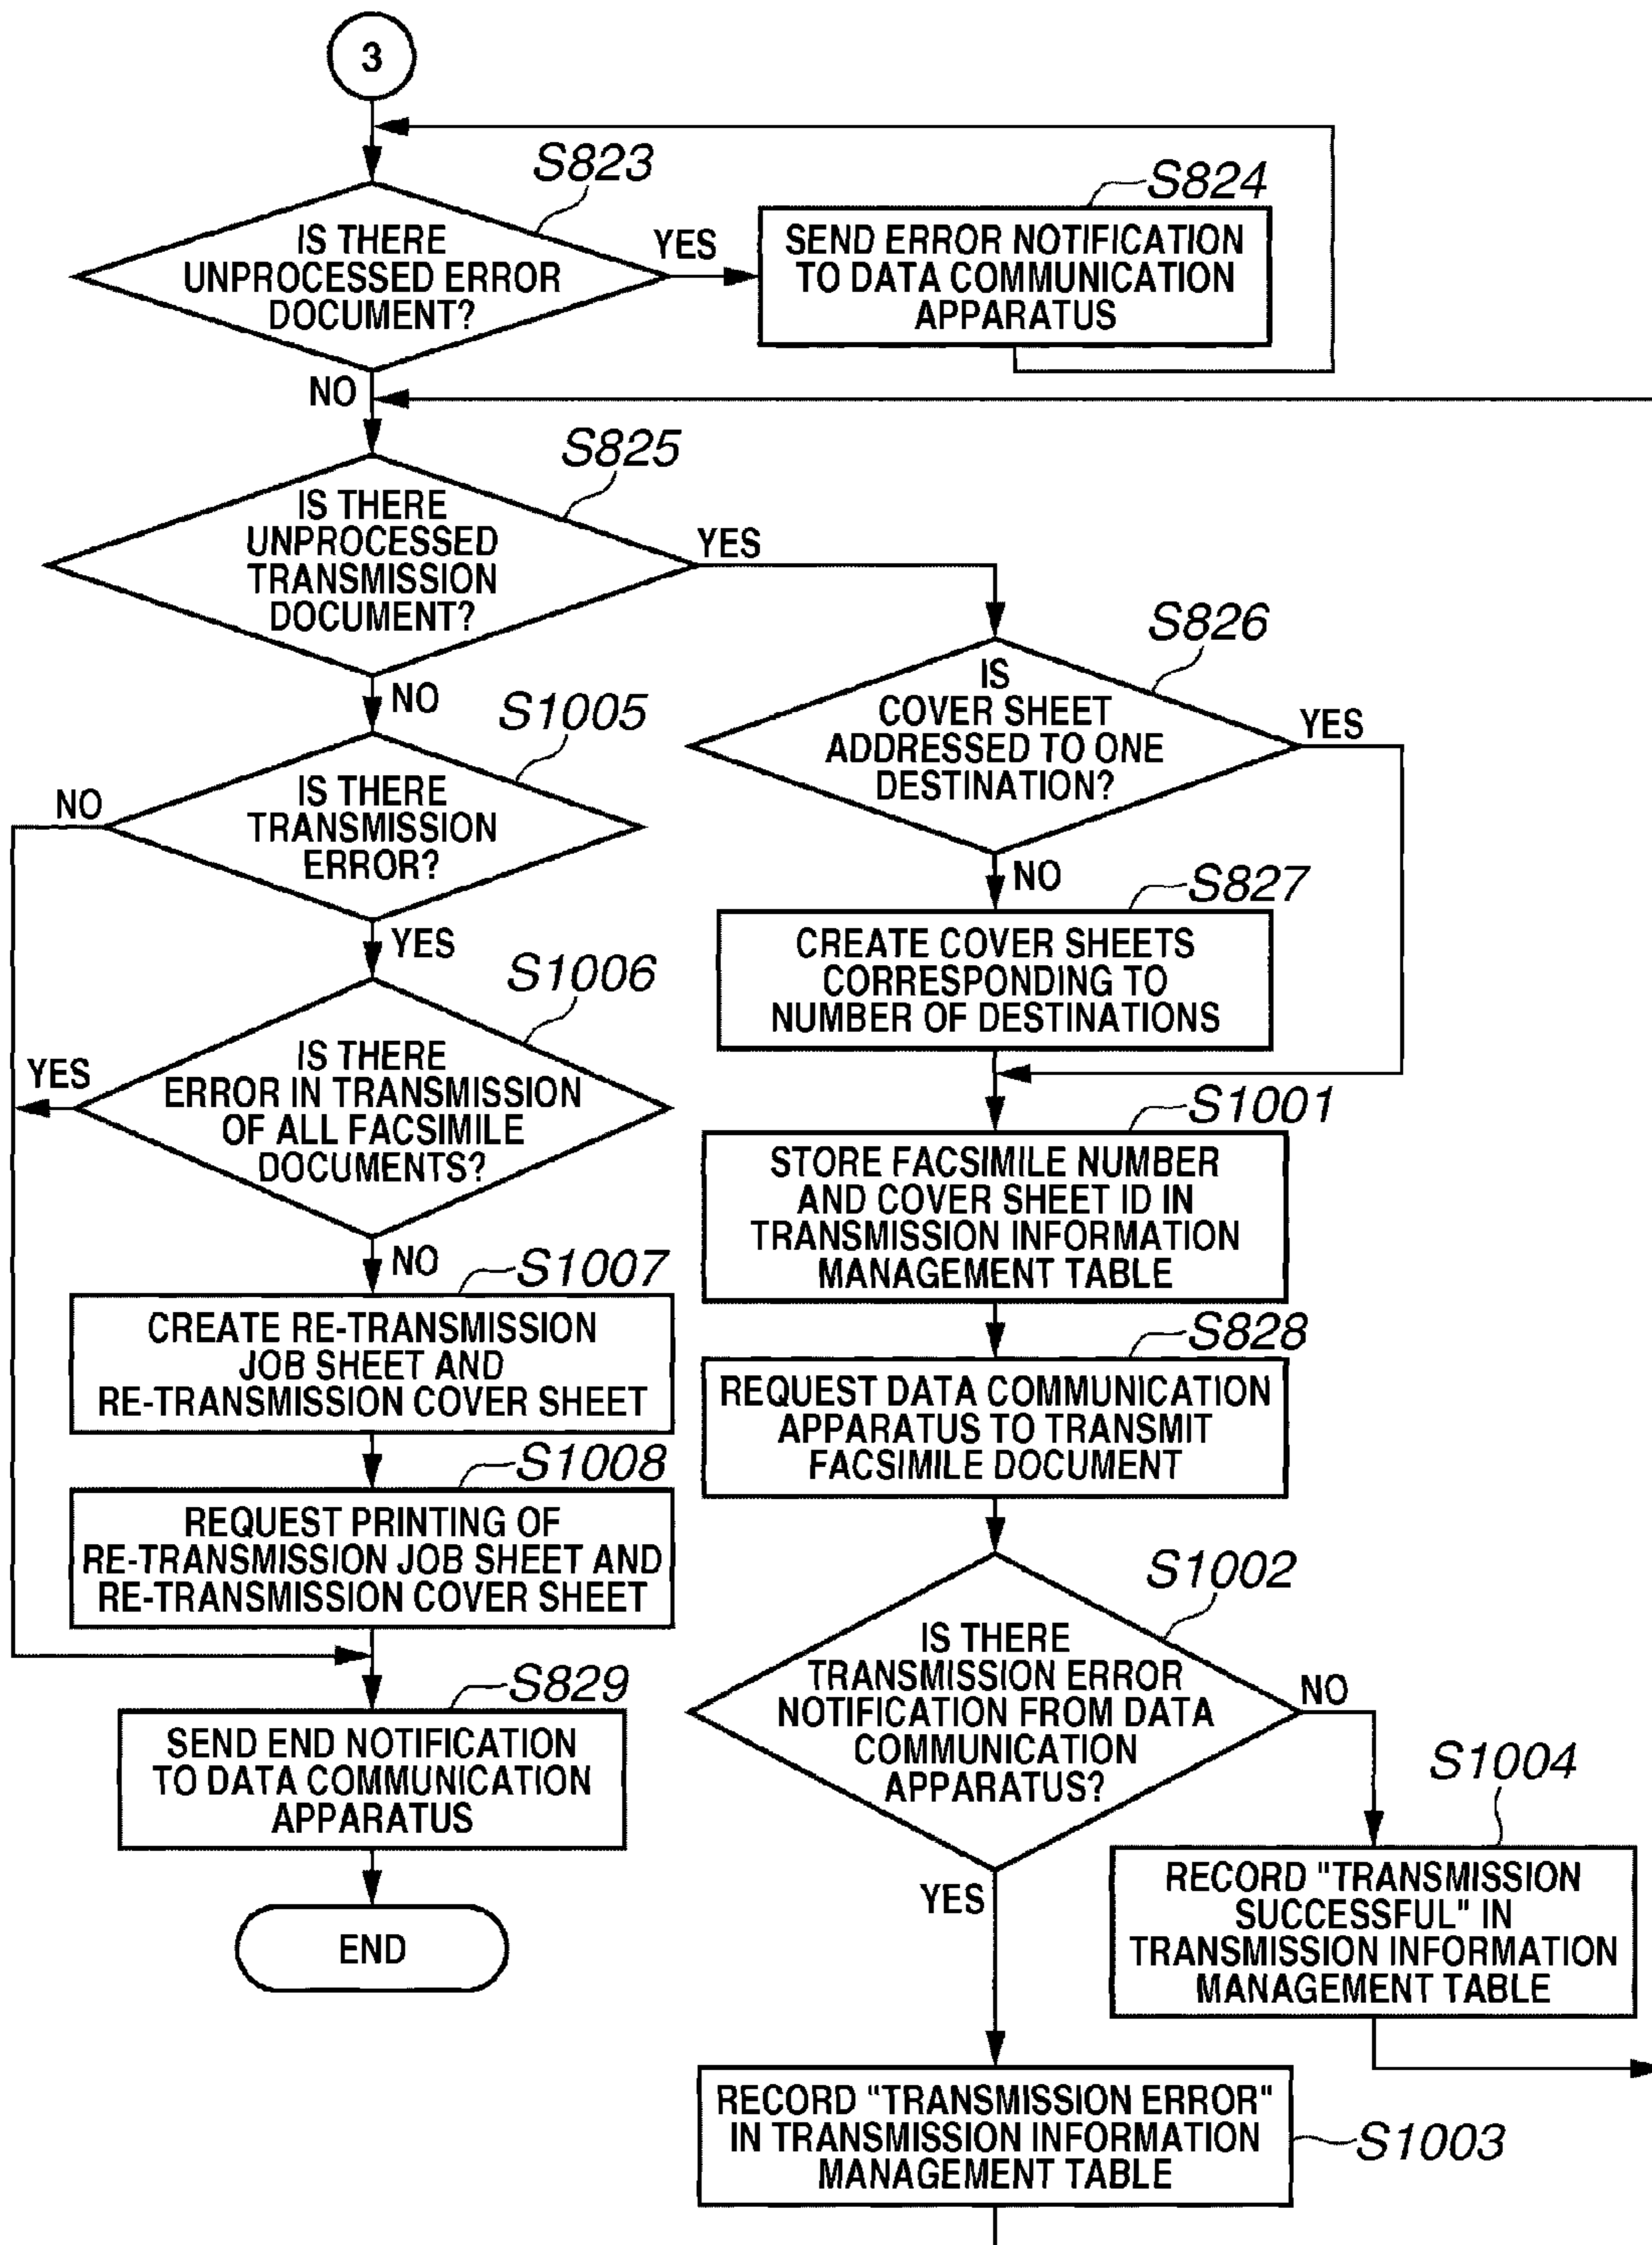 3
S823
IS THERE
UNPROCESSED ERROR
DOCUMENT?
YES
S824
SEND ERROR NOTIFICATION
TO DATA COMMUNICATION
APPARATUS
NO
S825
IS THERE
UNPROCESSED
TRANSMISSION
DOCUMENT?
YES
NO
S826
IS
COVER SHEET
ADDRESSED TO ONE
DESTINATION?
YES
NO
S827
CREATE COVER SHEETS
CORRESPONDING TO
NUMBER OF DESTINATIONS
S1005
IS THERE
TRANSMISSION
ERROR?
NO
YES
S1006
IS THERE
ERROR IN TRANSMISSION
OF ALL FACSIMILE
DOCUMENTS?
YES
NO
S1007
CREATE RE-TRANSMISSION
JOB SHEET AND
RE-TRANSMISSION COVER SHEET
S1008
REQUEST PRINTING OF
RE-TRANSMISSION JOB SHEET AND
RE-TRANSMISSION COVER SHEET
S829
SEND END NOTIFICATION
TO DATA COMMUNICATION
APPARATUS
END
S1001
STORE FACSIMILE NUMBER
AND COVER SHEET ID IN
TRANSMISSION INFORMATION
MANAGEMENT TABLE
S828
REQUEST DATA COMMUNICATION
APPARATUS TO TRANSMIT
FACSIMILE DOCUMENT
S1002
IS THERE
TRANSMISSION ERROR
NOTIFICATION FROM DATA
COMMUNICATION
APPARATUS?
NO
YES
S1004
RECORD "TRANSMISSION
SUCCESSFUL" IN
TRANSMISSION INFORMATION
MANAGEMENT TABLE
RECORD "TRANSMISSION ERROR"
IN TRANSMISSION INFORMATION
MANAGEMENT TABLE
S1003